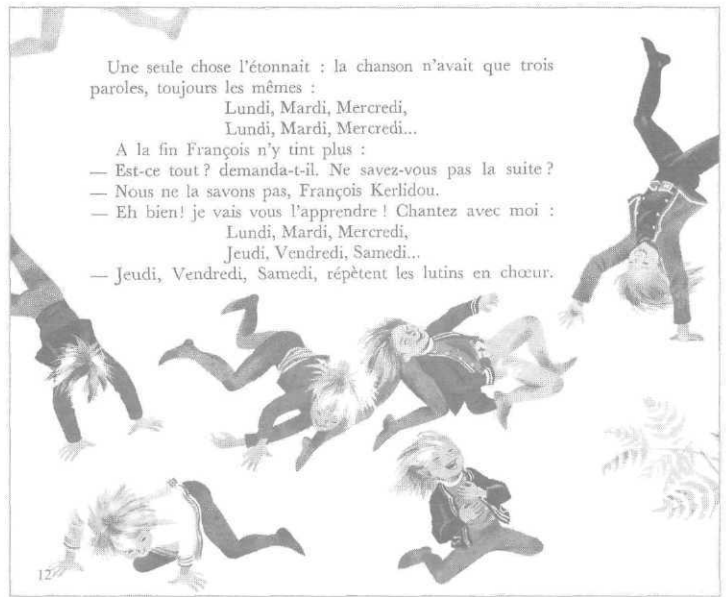 Une seule chose l'étonnait : la chanson n'avait que trois
paroles, toujours les mêmes :
Lundi, Mardi, Mercredi,
Lundi, Mardi, Mercredi...
A la fin François n'y tint plus :
— Est-ce tout ? demanda-t-il. Ne savez-vous pas la suite ?
— Nous ne la savons pas, François Kerlidou.
— Eh bien! je vais vous l'apprendre ! Chantez avec moi :
Lundi, Mardi, Mercredi,
Jeudi, Vendredi, Samedi...
— Jeudi, Vendredi, Samedi, répètent les lutins en chœur.
12